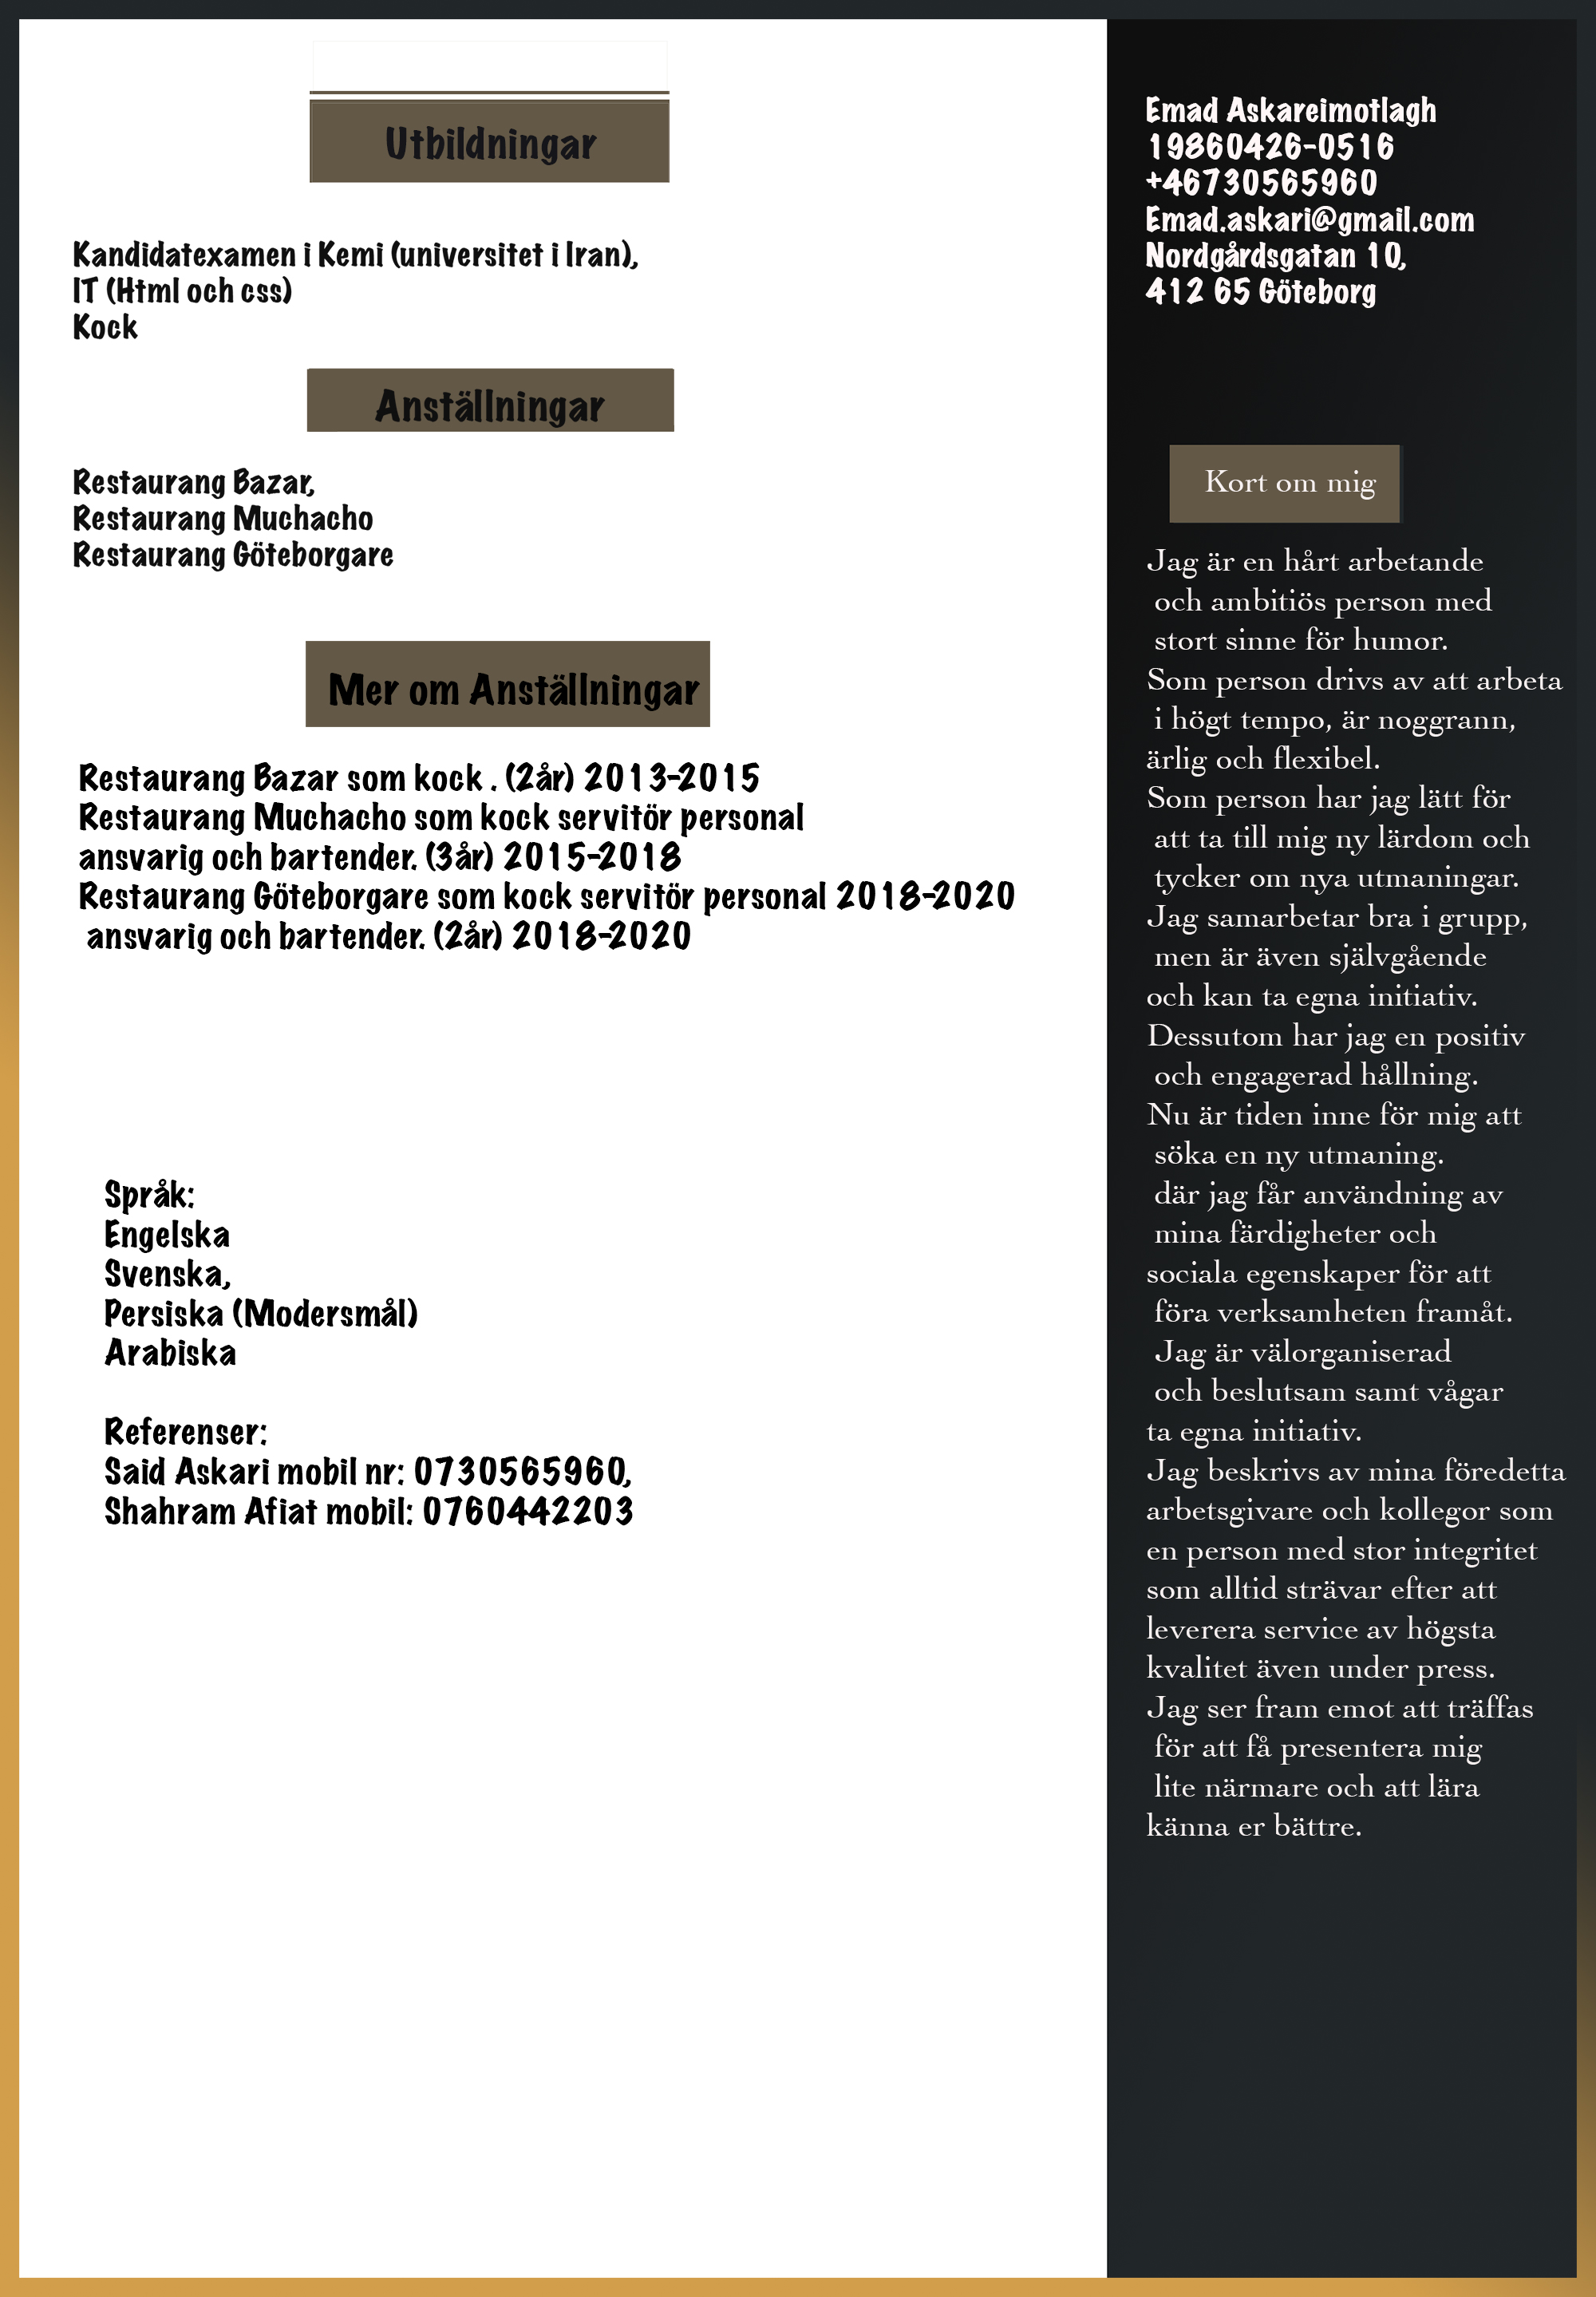 Utbildningar
Kandidatexamen i Kemi (universitet i Iran),
IT (Html och css)
Kock
Anställningar
Restaurang Bazar,
Restaurang Muchacho
Restaurang Göteborgare
Mer om Anställningar
Restaurang Bazar som kock . (2år) 2013-2015
Restaurang Muchacho som kock servitör personal
ansvarig och bartender. (3år) 2015-2018
Restaurang Göteborgare som kock servitör personal 2018-2020
ansvarig och bartender. (2år) 2018-2020
Språk:
Engelska
Svenska,
Persiska (Modersmål)
Arabiska
Referenser:
Said Askari mobil nr: 0730565960,
Shahram Afiat mobil: 0760442203
Emad Askareimotlagh
19860426-0516
+46730565960
Emad.askari@gmail.com
Nordgårdsgatan 10,
412 65 Göteborg
Kort om mig
Jag är en hårt arbetande
och ambitiös person med
stort sinne för humor.
Som person drivs av att arbeta
i högt tempo, är noggrann,
ärlig och flexibel.
Som person har jag lätt för
att ta till mig ny lärdom och
tycker om nya utmaningar.
Jag samarbetar bra i grupp,
men är även självgående
och kan ta egna initiativ.
Dessutom har jag en positiv
och engagerad hållning.
Nu är tiden inne för mig att
söka en ny utmaning.
där jag får användning av
mina färdigheter och
sociala egenskaper för att
föra verksamheten framåt.
Jag är välorganiserad
och beslutsam samt vågar
ta egna initiativ.
Jag beskrivs av mina föredetta
arbetsgivare och kollegor som
en person med stor integritet
som alltid strävar efter att
leverera service av högsta
kvalitet även under press.
Jag ser fram emot att träffas
för att få presentera mig
lite närmare och att lära
känna er bättre.